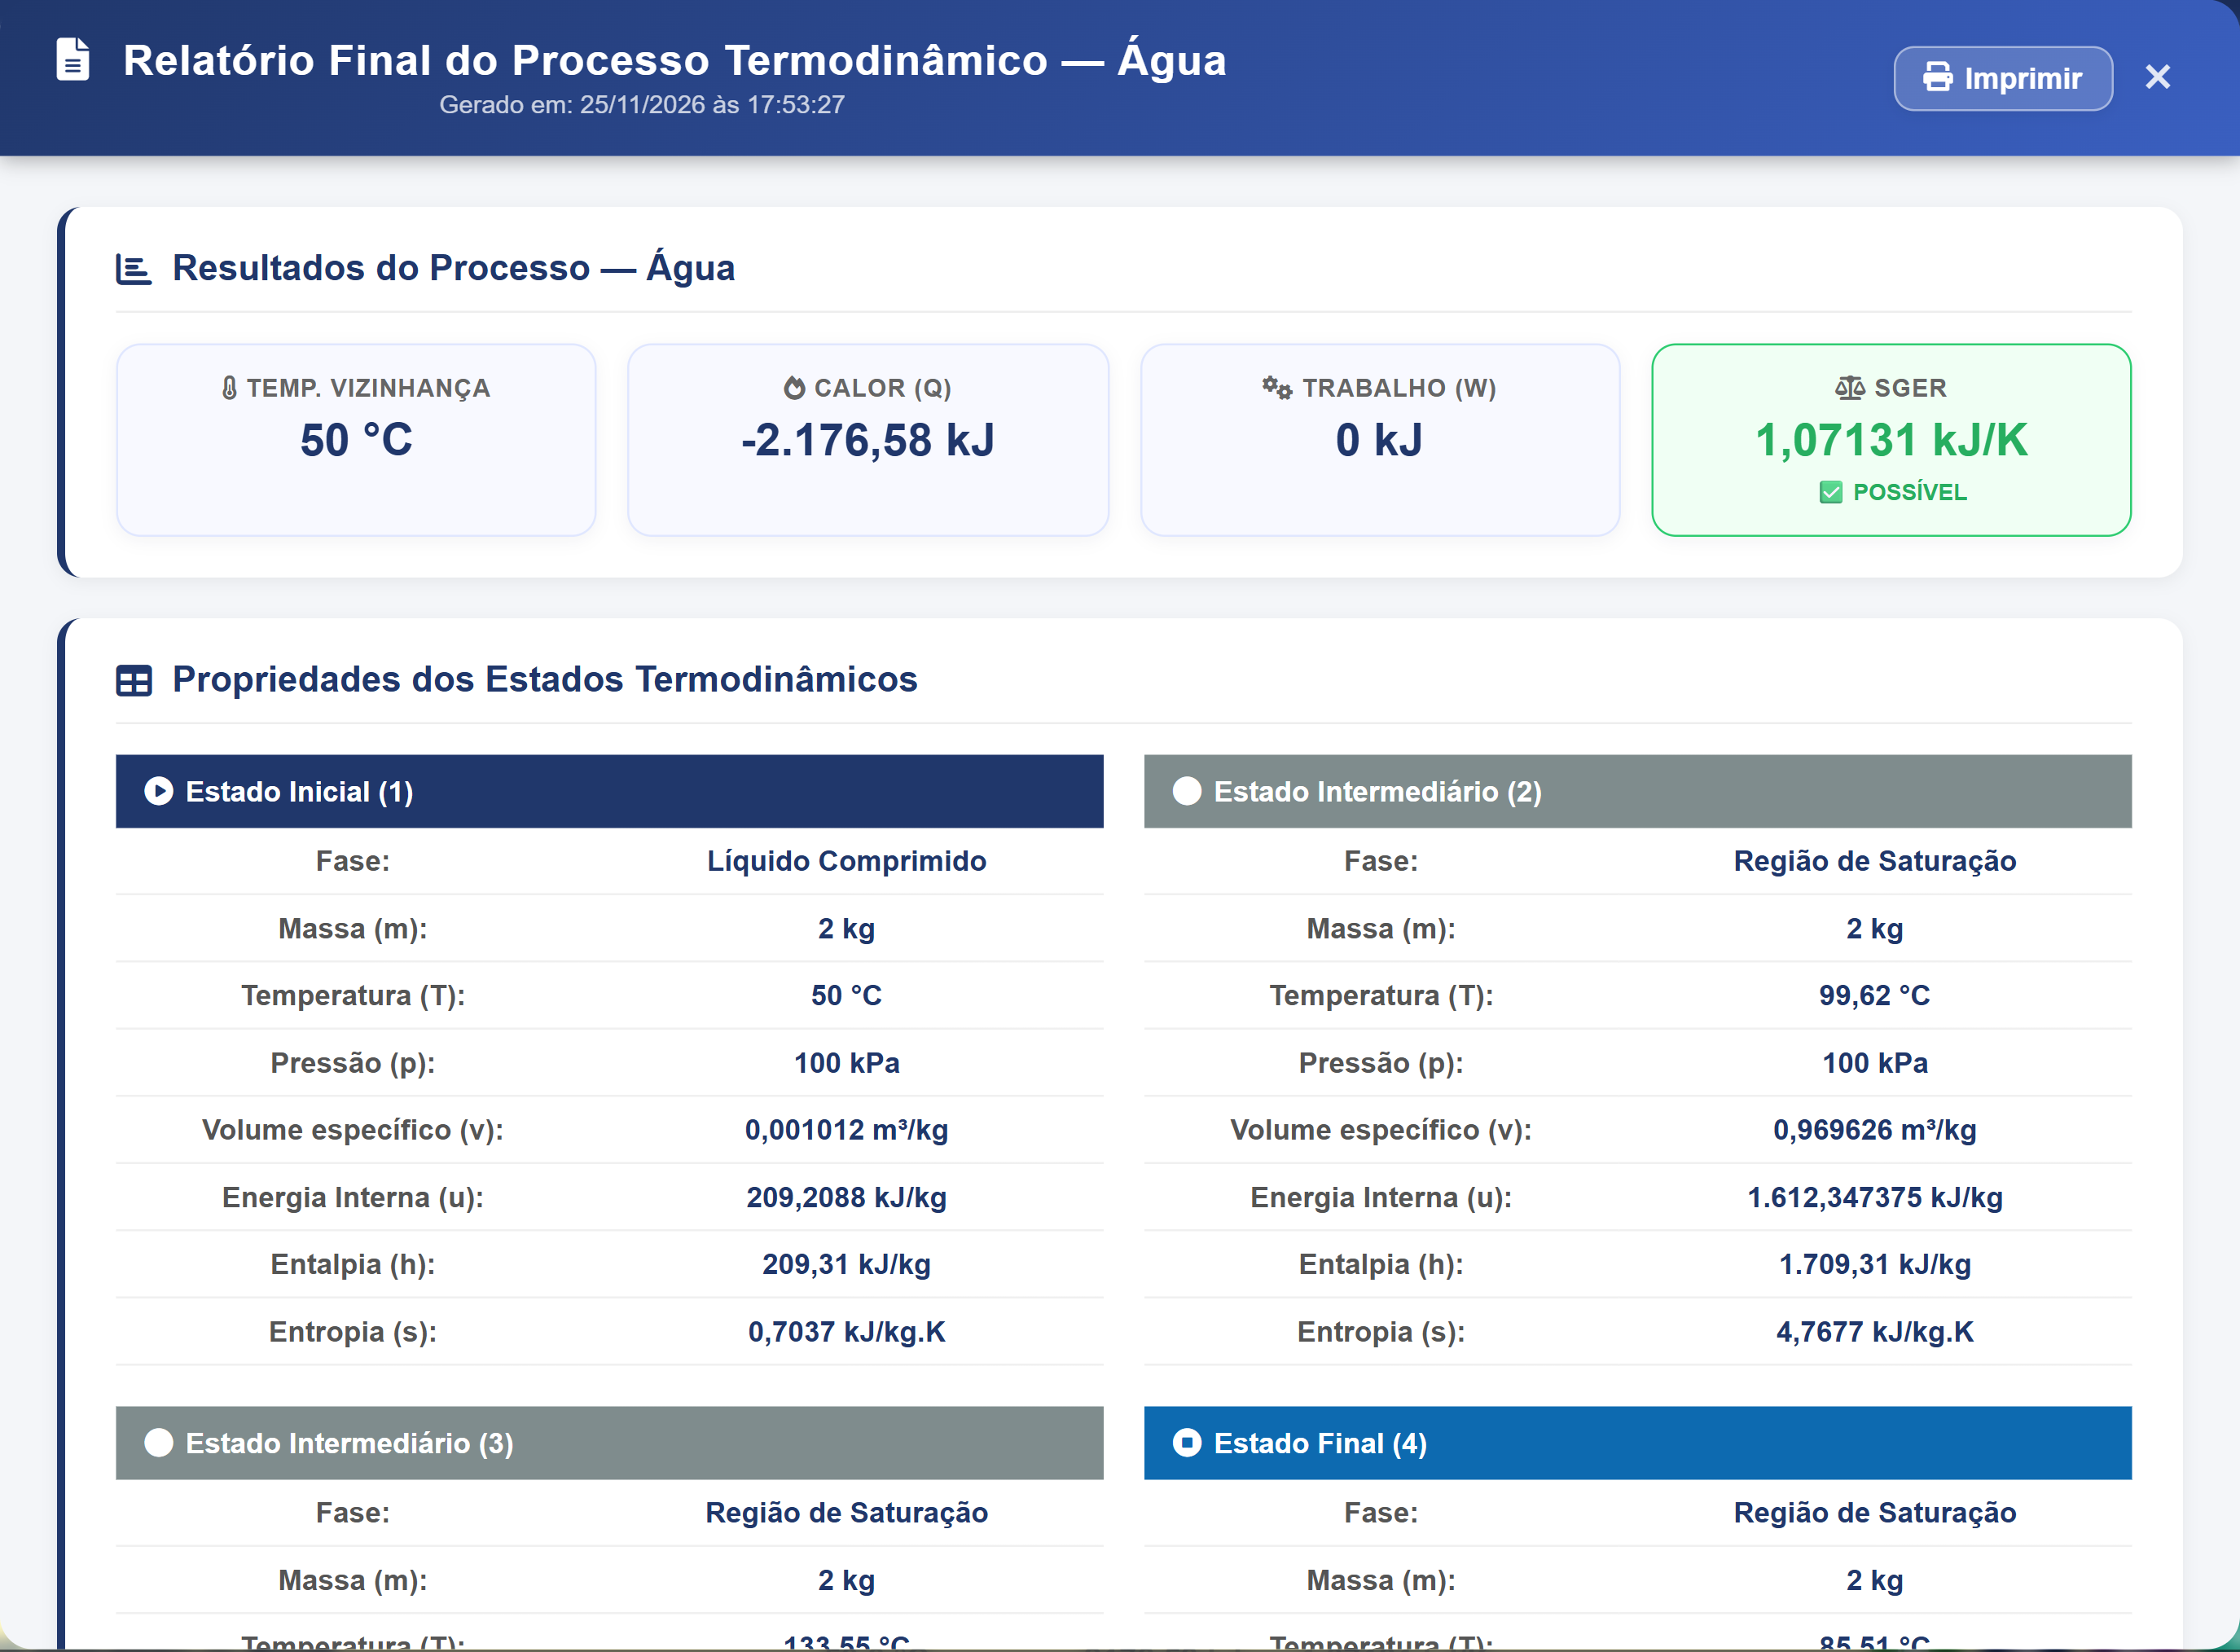 Relatório Final do Processo Termodinâmico — Água
Gerado em: 25/11/2026 às 17:53:27
Imprimir
Resultados do Processo — Água
TEMP. VIZINHANÇA
50 °C
CALOR (Q)
-2.176,58 kJ
TRABALHO (W)
0 kJ
SGER
1,07131 kJ/K
POSSÍVEL
Propriedades dos Estados Termodinâmicos
Estado Inicial (1)
Fase: Líquido Comprimido
Massa (m): 2 kg
Temperatura (T): 50 °C
Pressão (p): 100 kPa
Volume específico (v): 0,001012 m³/kg
Energia Interna (u): 209,2088 kJ/kg
Entalpia (h): 209,31 kJ/kg
Entropia (s): 0,7037 kJ/kg.K
Estado Intermediário (2)
Fase: Região de Saturação
Massa (m): 2 kg
Temperatura (T): 99,62 °C
Pressão (p): 100 kPa
Volume específico (v): 0,969626 m³/kg
Energia Interna (u): 1.612,347375 kJ/kg
Entalpia (h): 1.709,31 kJ/kg
Entropia (s): 4,7677 kJ/kg.K
Estado Intermediário (3)
Fase: Região de Saturação
Massa (m): 2 kg
Temperatura (T): 133,55 °C
Estado Final (4)
Fase: Região de Saturação
Massa (m): 2 kg
Temperatura (T): 85,51 °C